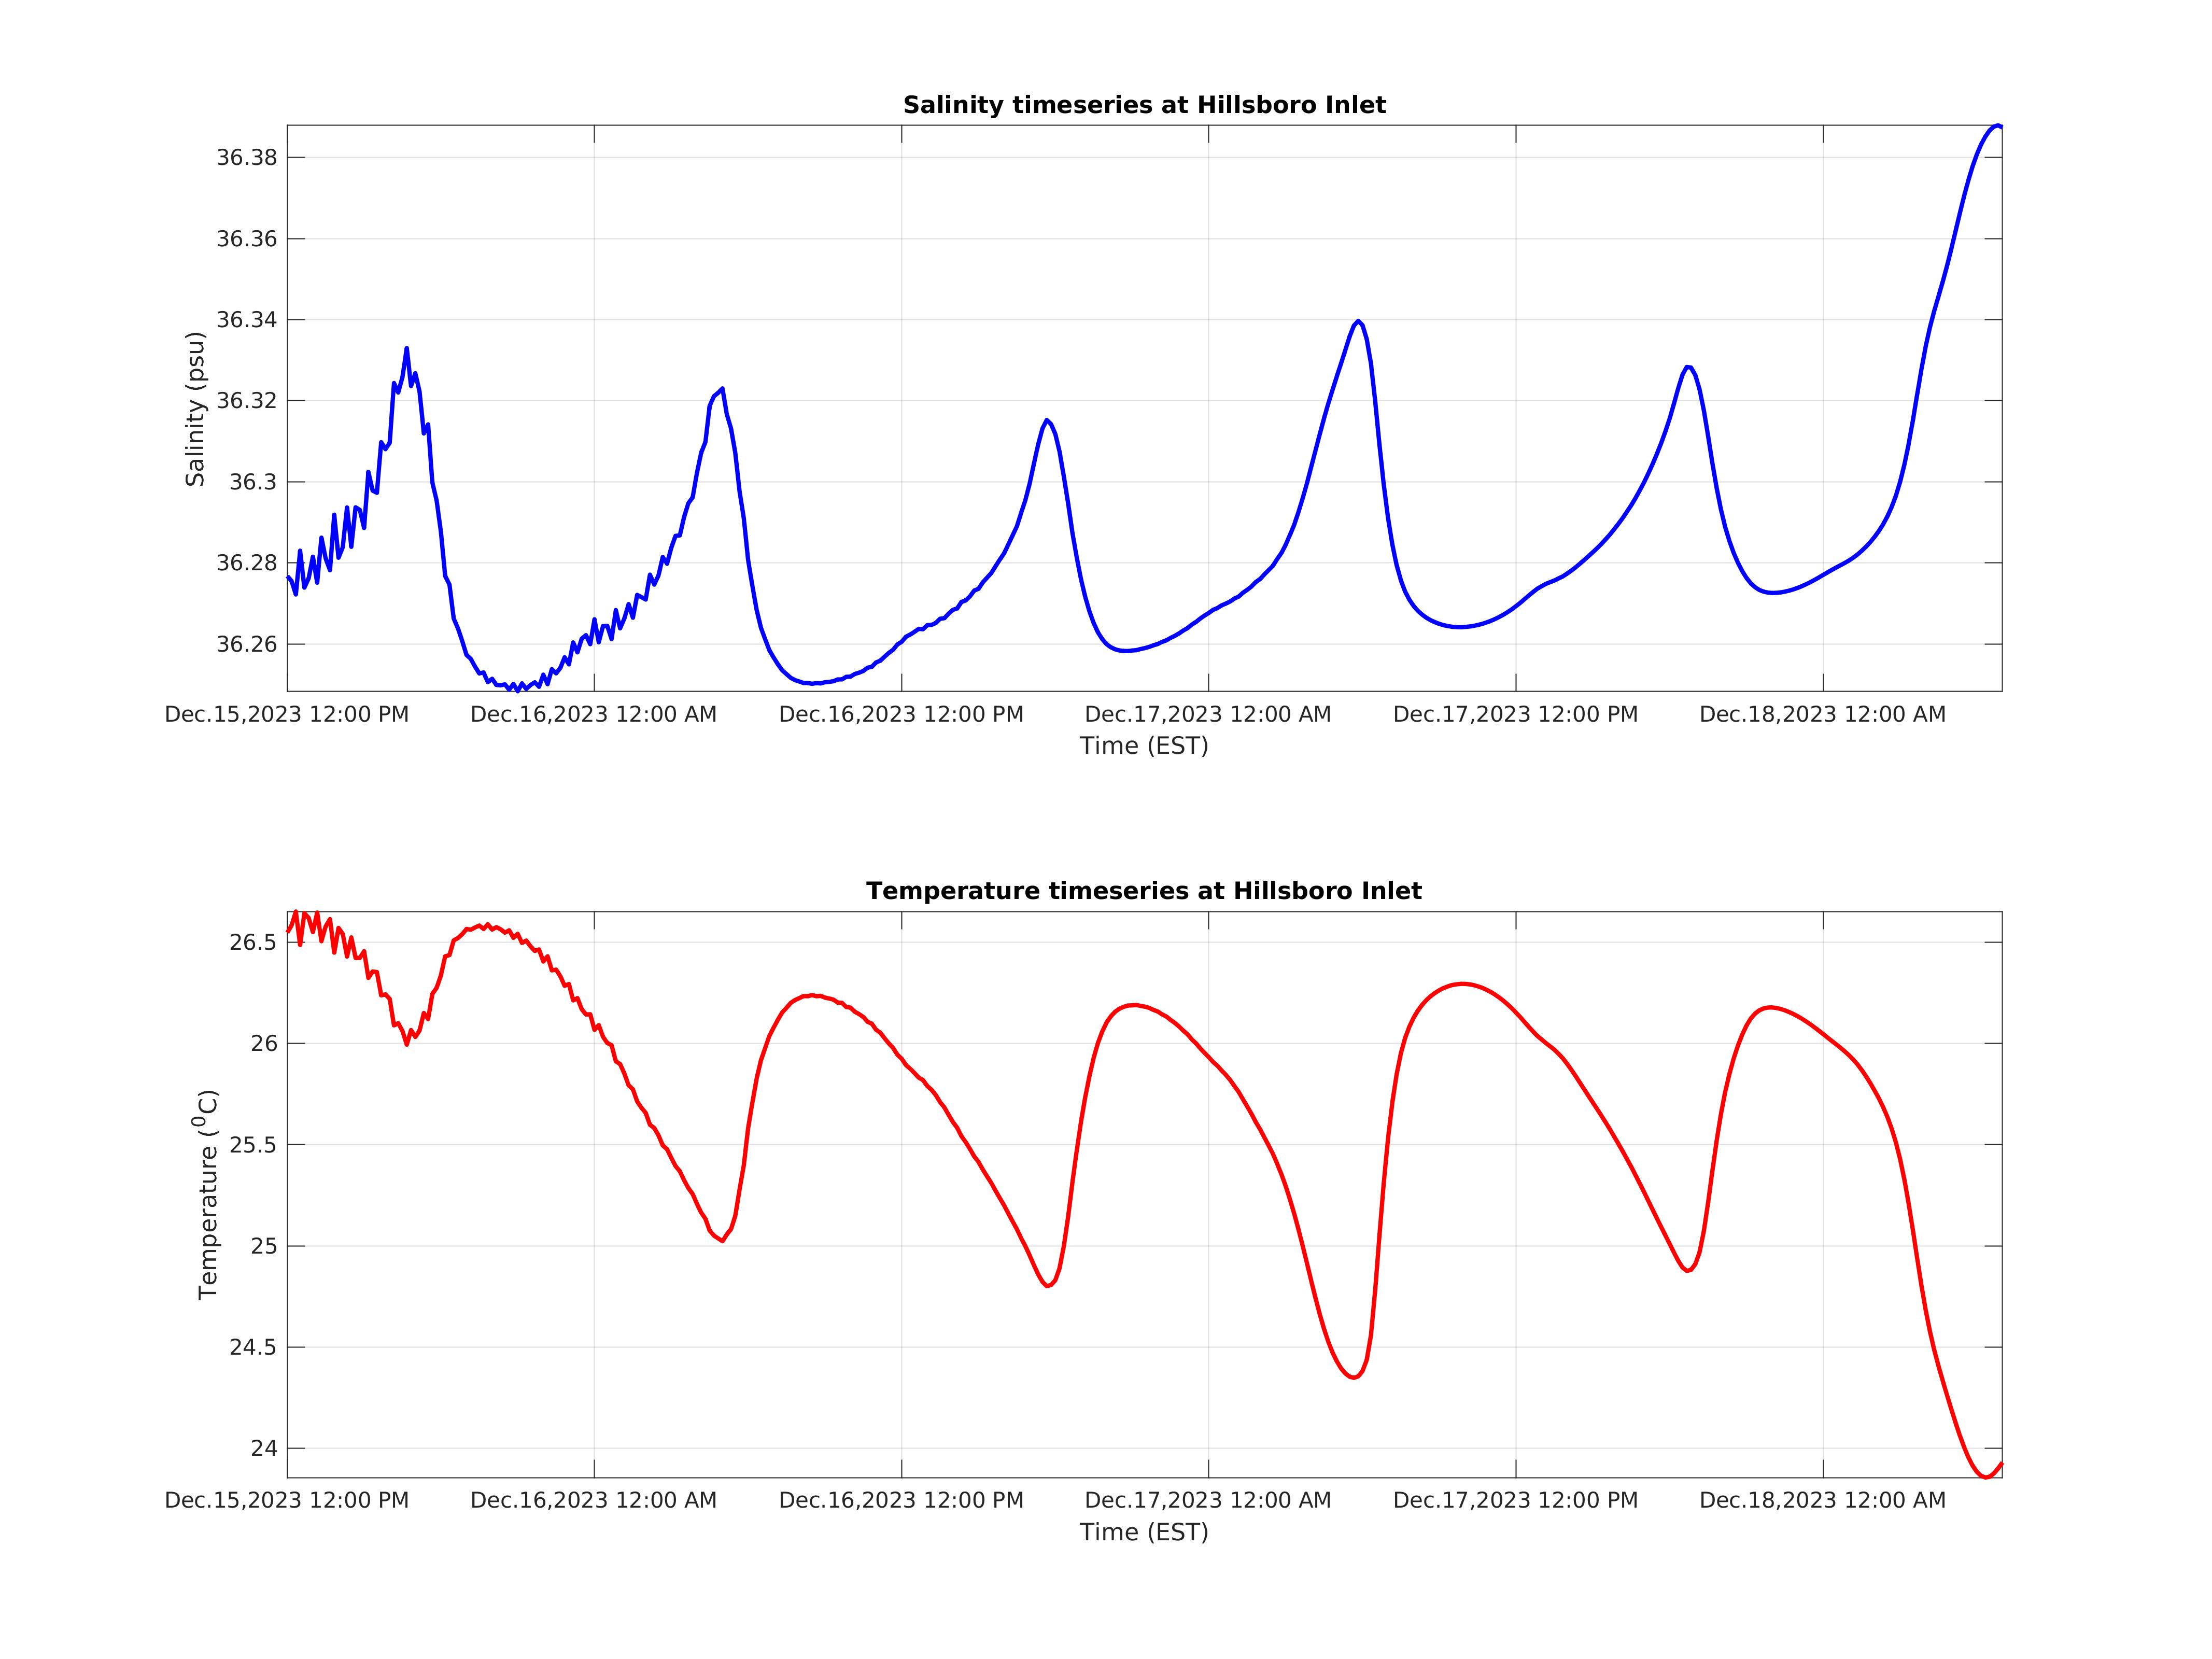 Salinity timeseries at Hillsboro Inlet
36.38
36.36
36.34
36.32
36.3
36.28
36.26
Salinity (psu)
Dec.15,2023 12:00 PM Dec.16,2023 12:00 AM Dec.16,2023 12:00 PM Dec.17,2023 12:00 AM Dec.17,2023 12:00 PM Dec.18,2023 12:00 AM
Time (EST)
Temperature timeseries at Hillsboro Inlet
26.5
26
25.5
25
24.5
24
Temperature (⁰C)
Dec.15,2023 12:00 PM Dec.16,2023 12:00 AM Dec.16,2023 12:00 PM Dec.17,2023 12:00 AM Dec.17,2023 12:00 PM Dec.18,2023 12:00 AM
Time (EST)